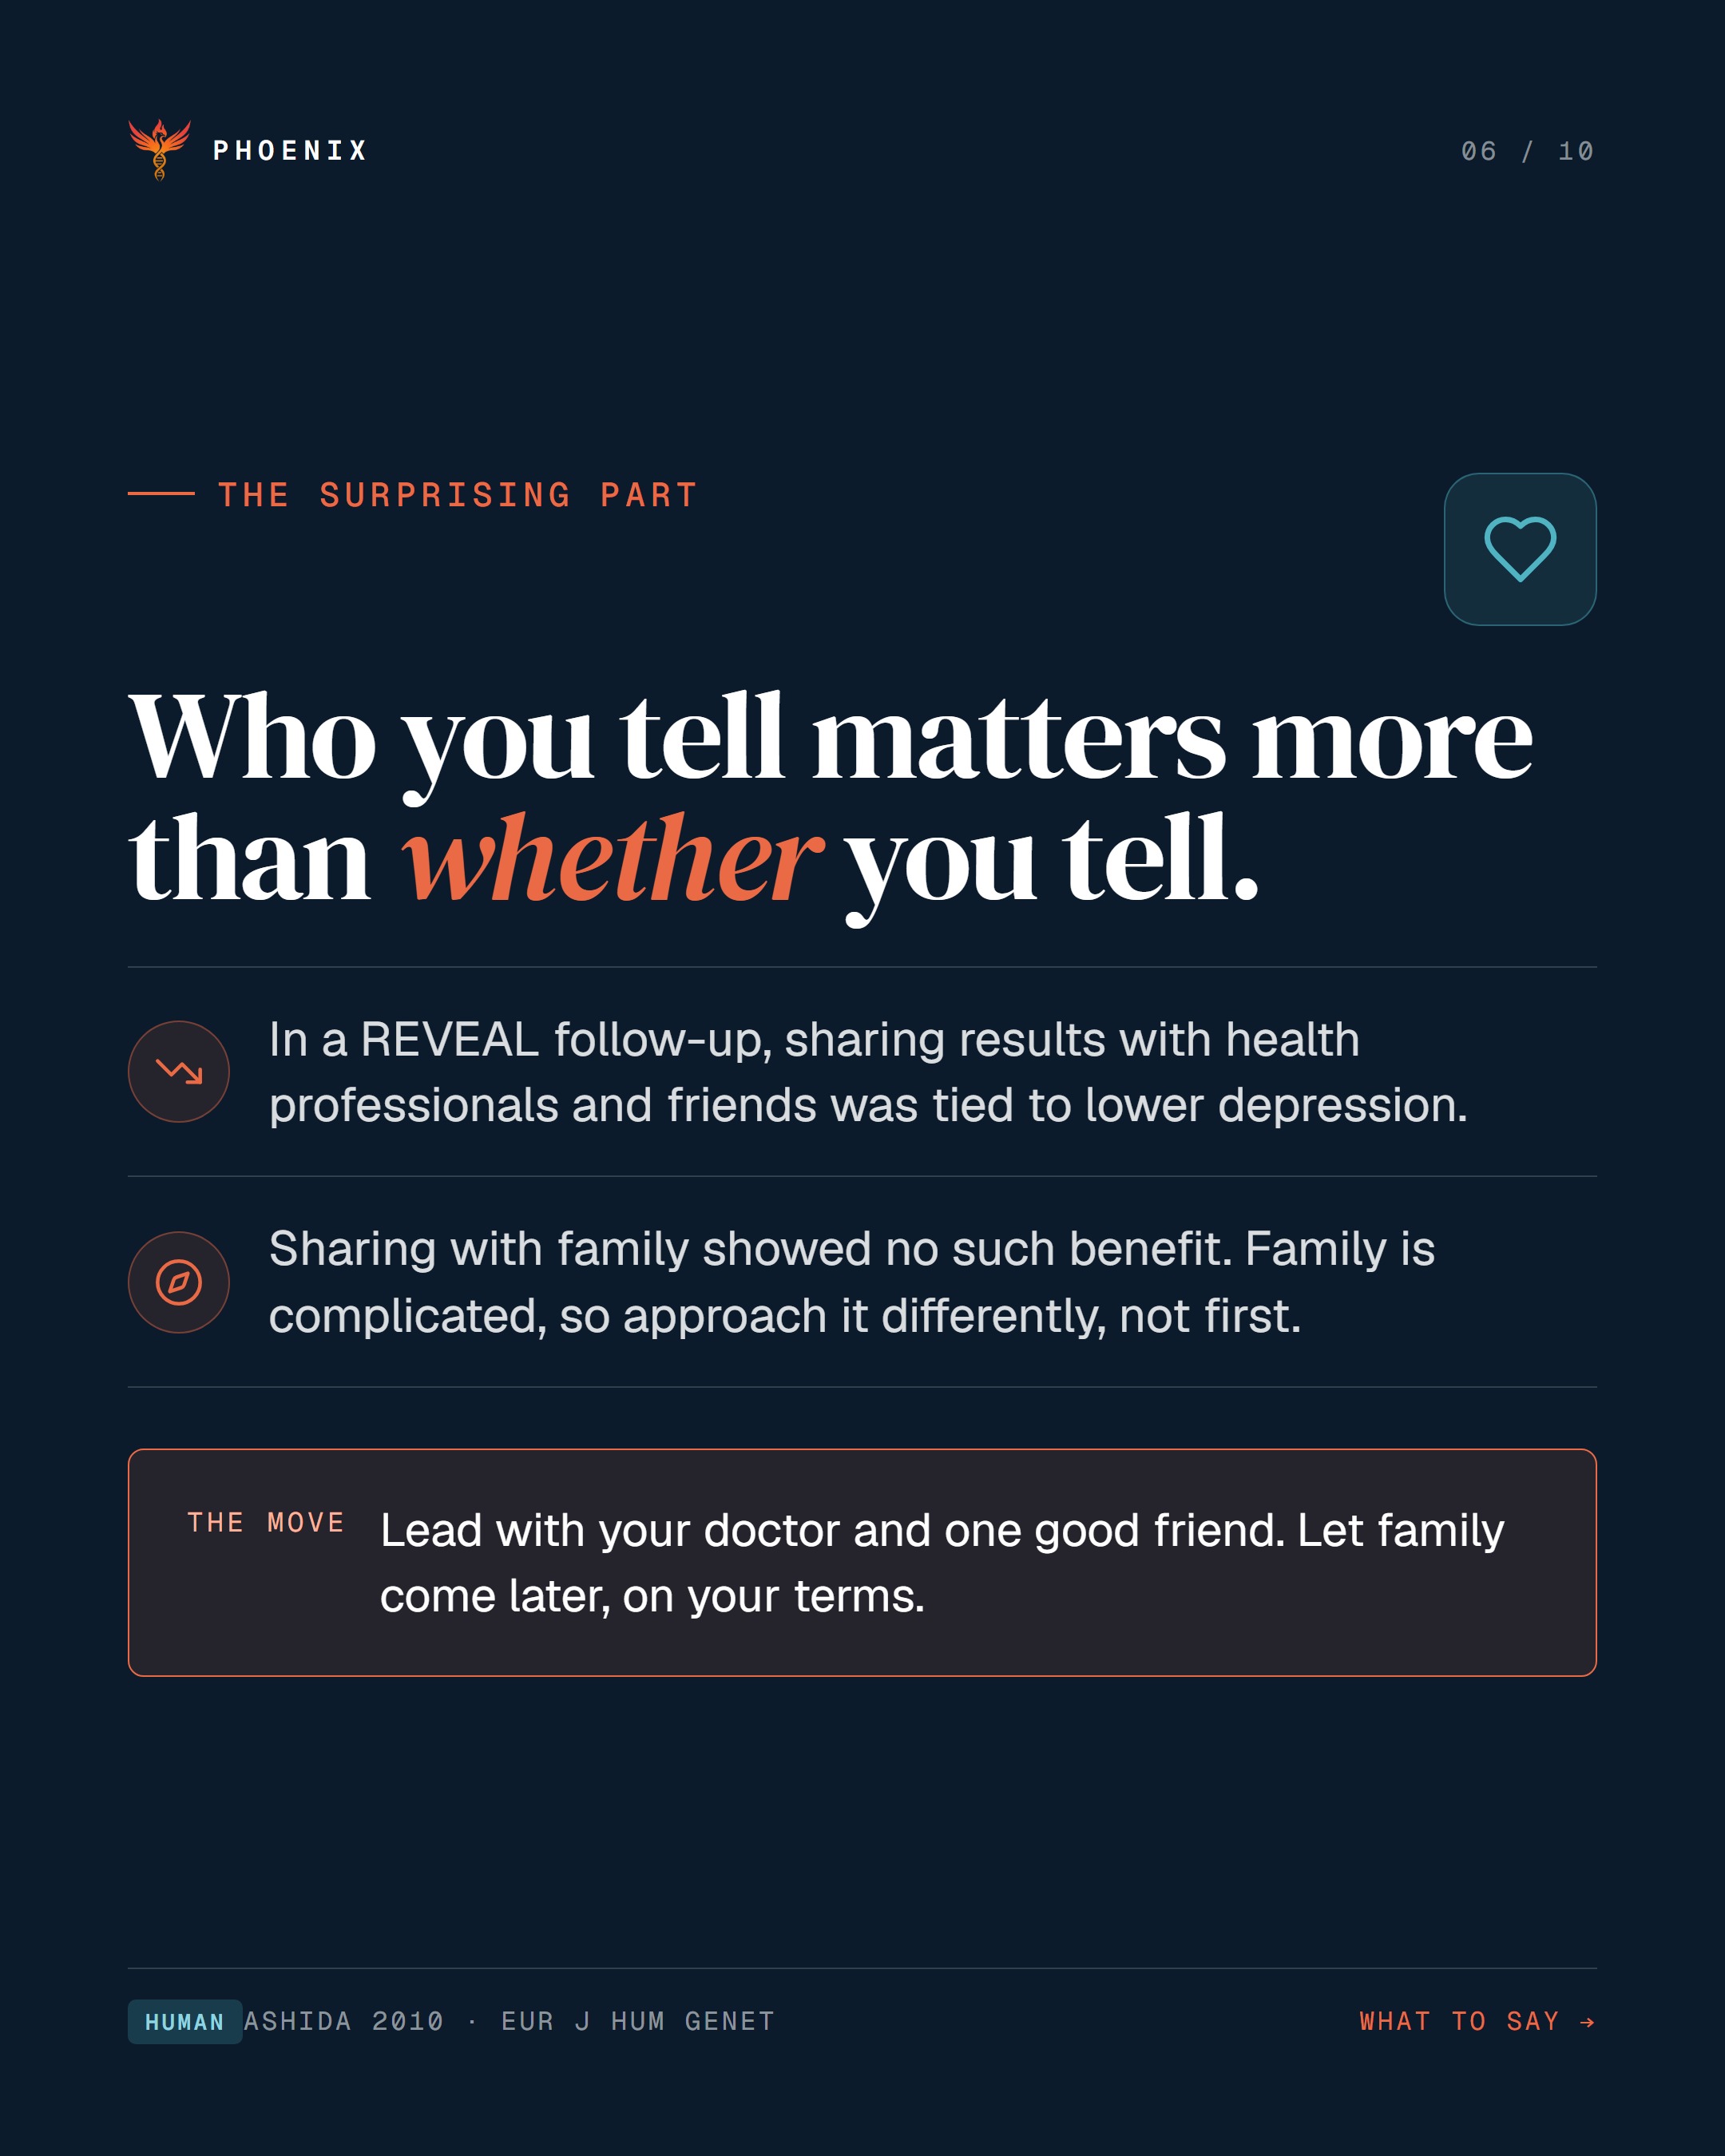 PHOENIX
06 / 10
THE SURPRISING PART
Who you tell matters more
than whether you tell.
In a REVEAL follow-up, sharing results with health
professionals and friends was tied to lower depression.
Sharing with family showed no such benefit. Family is
complicated, so approach it differently, not first.
THE MOVE
Lead with your doctor and one good friend. Let family
come later, on your terms.
HUMAN ASHIDA 2010 · EUR J HUM GENET
WHAT TO SAY →